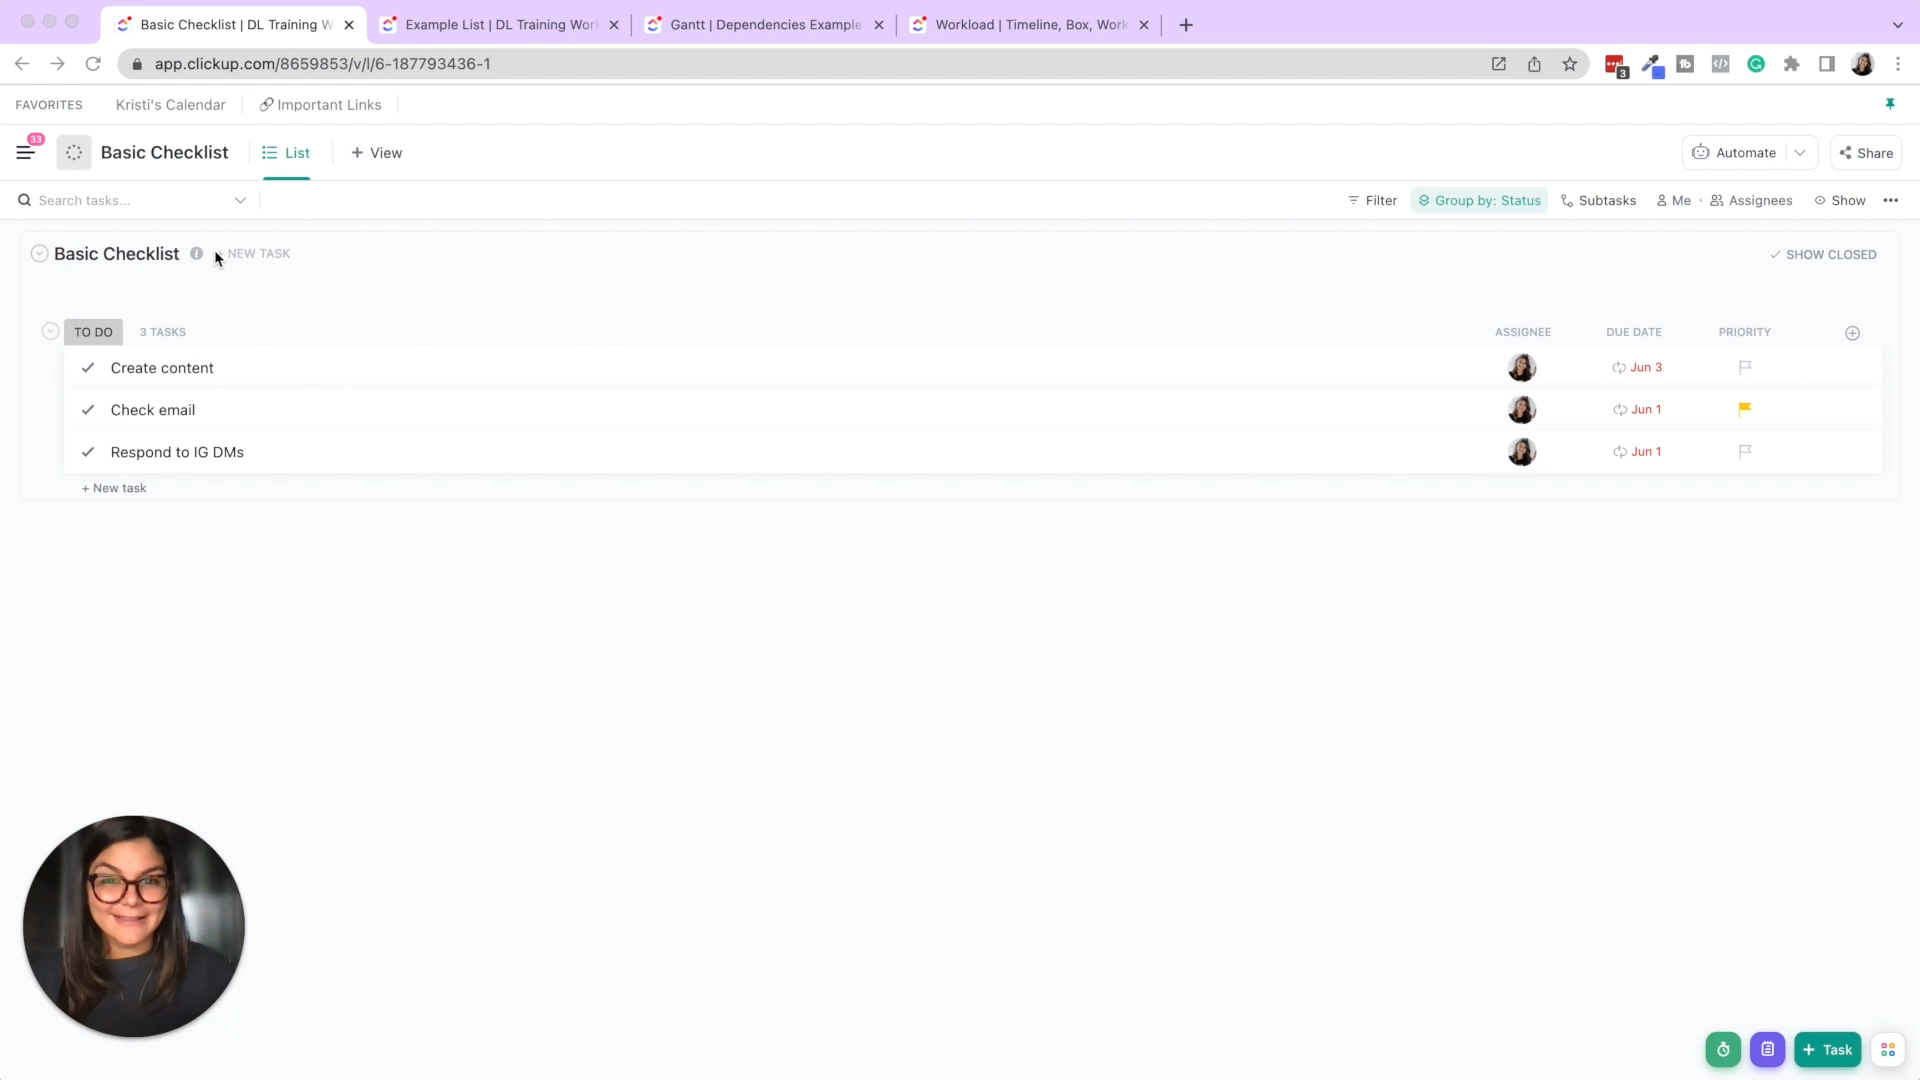 Basic Checklist | DL Training W
Example List | DL Training Wor
Gantt | Dependencies Example
Workload | Timeline, Box, Work
app.clickup.com/8659853/v/l/6-187793436-1
3
FAVORITES
Kristi's Calendar
Important Links
33
Basic Checklist
List
+ View
Automate
Share
Search tasks...
Filter
Group by: Status
Subtasks
Me
Assignees
Show
Basic Checklist
NEW TASK
SHOW CLOSED
TO DO
3 TASKS
ASSIGNEE
DUE DATE
PRIORITY
Create content
Jun 3
Check email
Jun 1
Respond to IG DMs
Jun 1
+ New task
+ Task